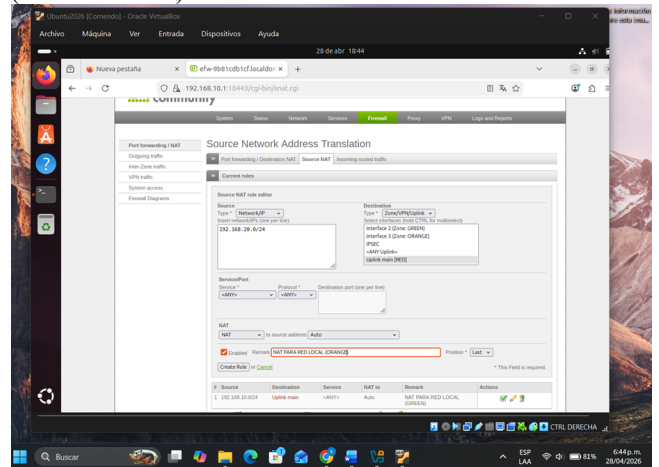 Ubuntu2026 [Corriendo] - Oracle VirtualBox
Archivo Máquina Ver Entrada Dispositivos Ayuda
28 de abr 18:44
Nueva pestaña
efw-9b81cdb1cf.localdon
192.168.10.1:10443/cgi-bin/snat.cgi
community
System Status Network Services Firewall Proxy VPN Logs and Reports
Port forwarding / NAT
Outgoing traffic
Inter-Zone traffic
VPN traffic
System access
Firewall Diagrams
Source Network Address Translation
Port forwarding / Destination NAT Source NAT Incoming routed traffic
Current rules
Source NAT rule editor
Source Destination
Type * Network/IP Type * Zone/VPN/Uplink
Insert network/IPs (one per line) Select interfaces (hold CTRL for multiselect)
192.168.20.0/24
Interface 2 (Zone: GREEN)
Interface 3 (Zone: ORANGE)
IPSEC
<ANY Uplink>
Uplink main [RED]
Service/Port
Service * Protocol * Destination port (one per line)
<ANY> <ANY>
NAT
NAT to source address Auto
Enabled Remark NAT PARA RED LOCAL (ORANGE) Position * Last
Create Rule or Cancel * This Field is required.
# Source Destination Service NAT to Remark Actions
1 192.168.10.0/24 Uplink main <ANY> Auto NAT PARA RED LOCAL
(GREEN)
CTRL DERECHA
Buscar
ESP
LAA
81%
6:44 p.m.
28/04/2026